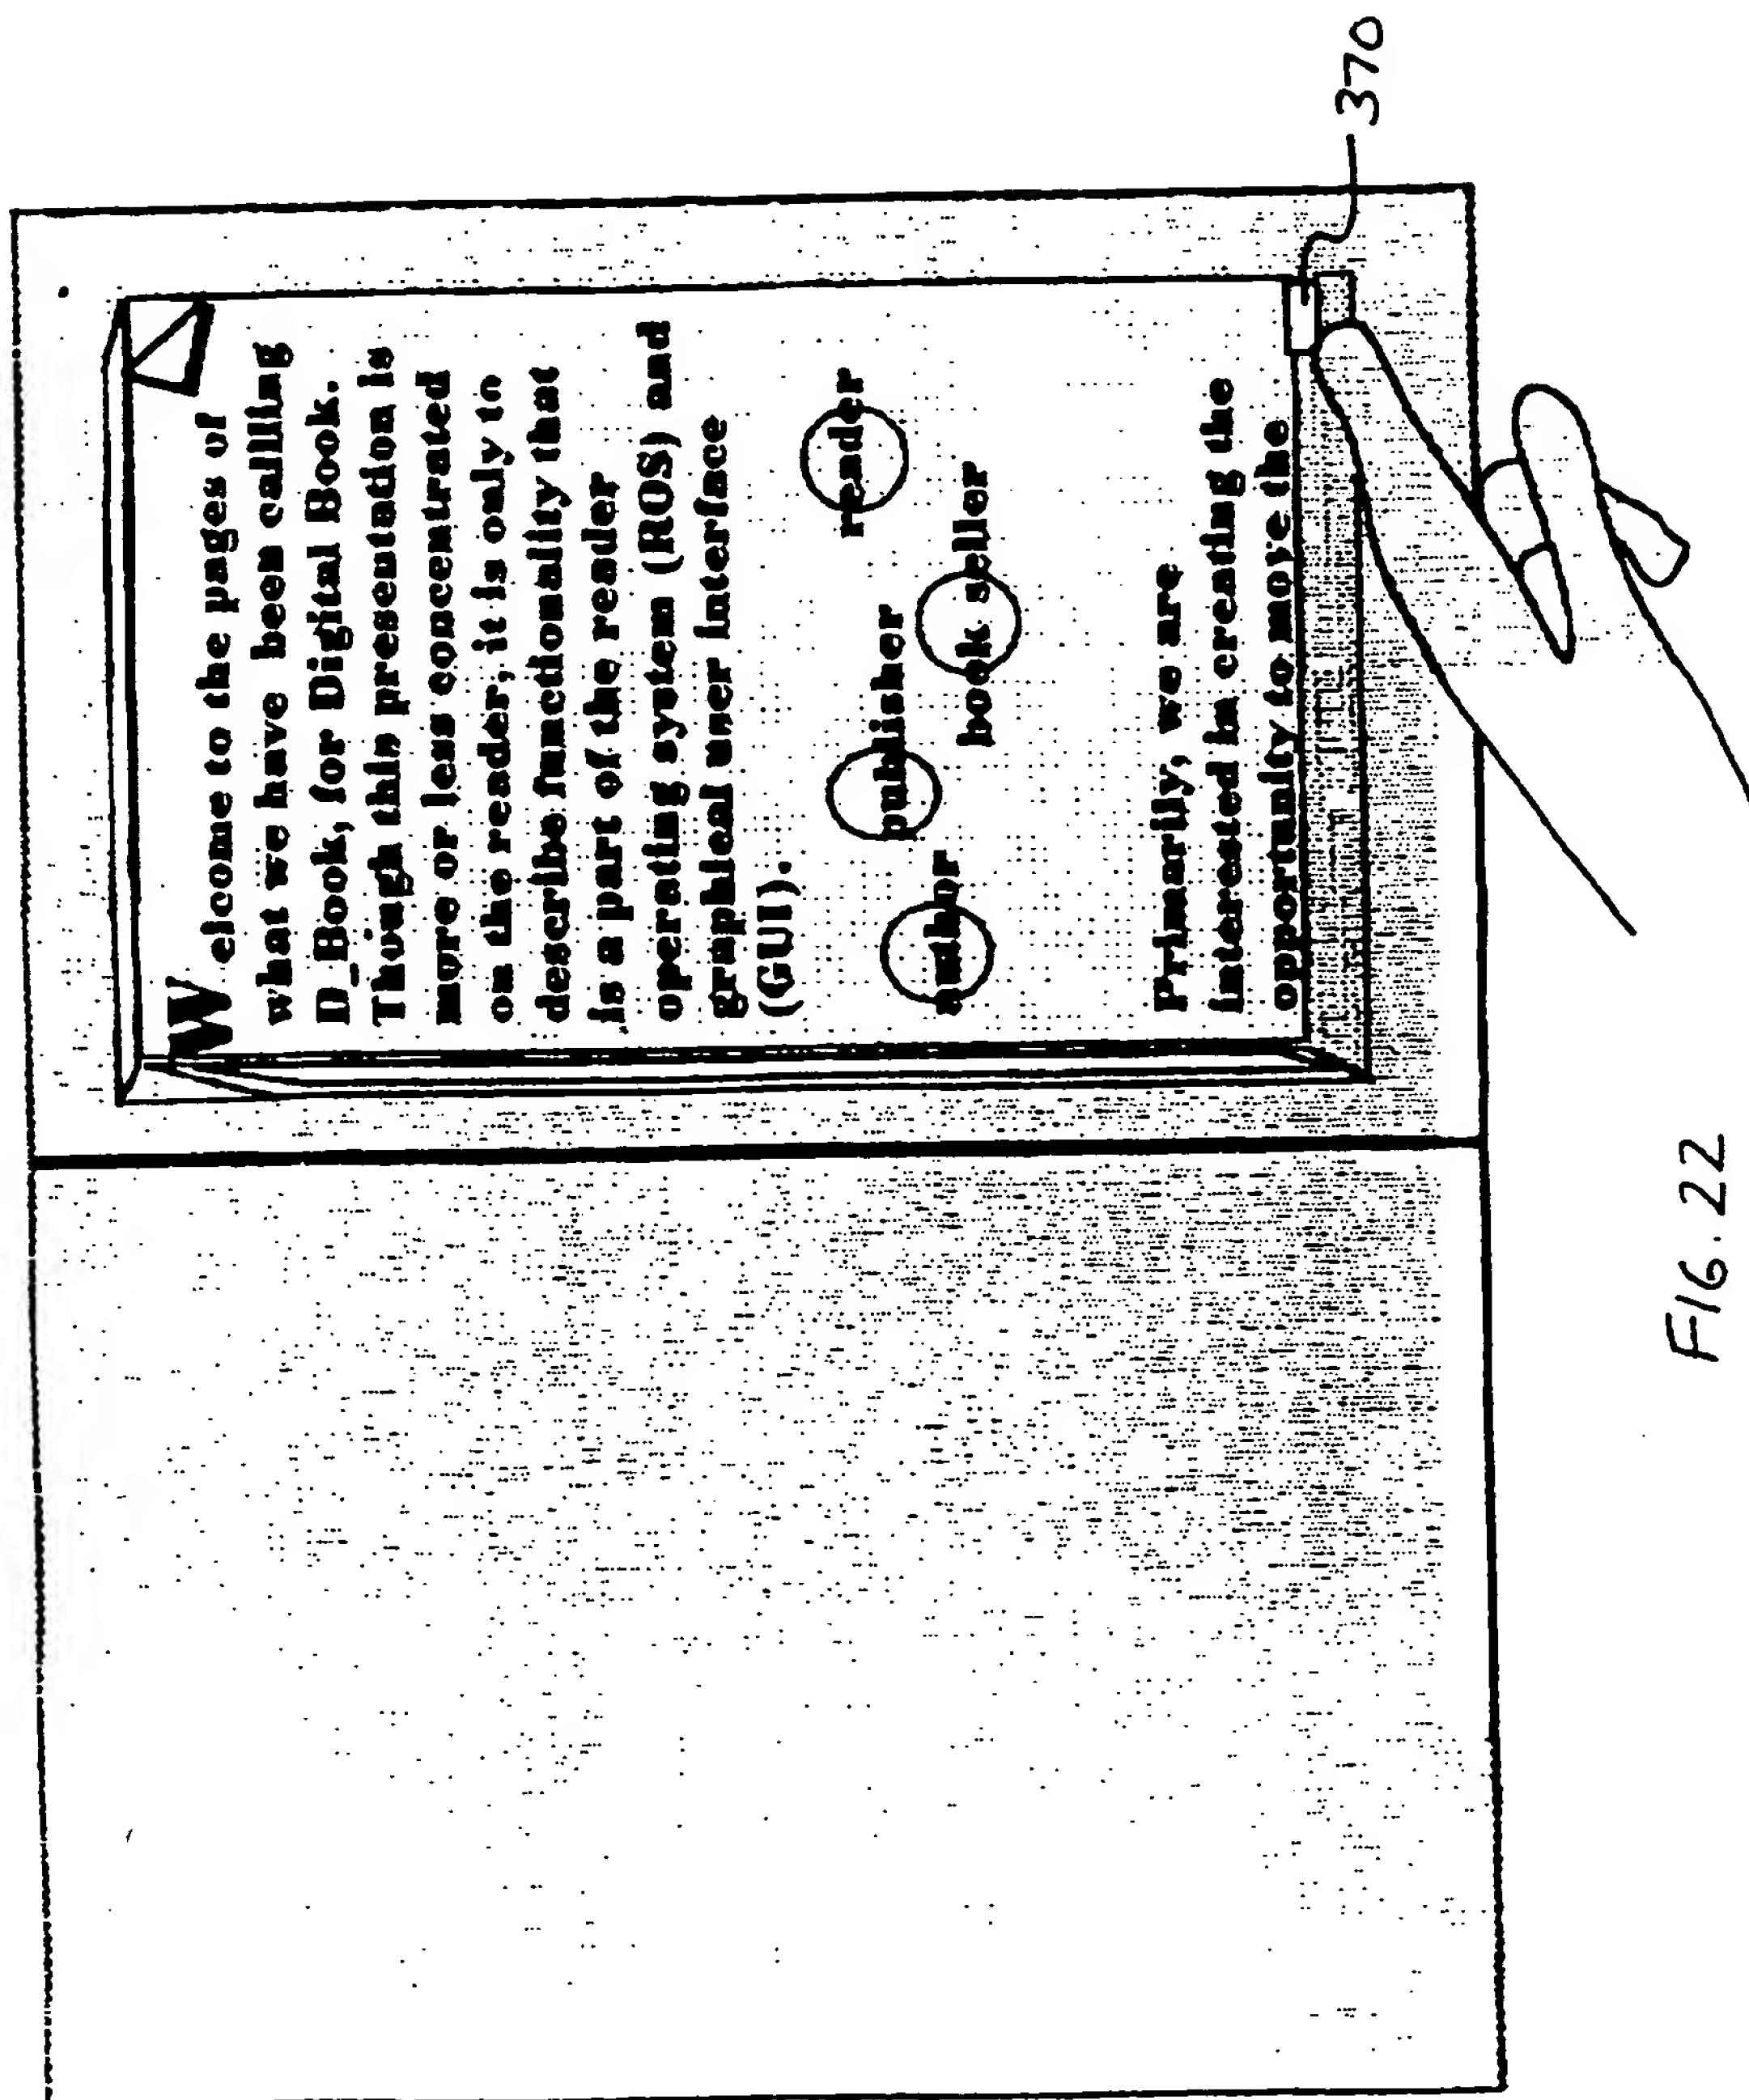 Welcome to the pages of
what we have been calling
D_Book, for Digital Book.
Though this presentation is
more or less concentrated
on the reader, it is only to
describe functionality that
is a part of the reader
operating system (ROS) and
graphical user interface
(GUI).
reader
publisher
author
book seller
Primarily, we are
interested in creating the
opportunity to move the
370
FIG. 22